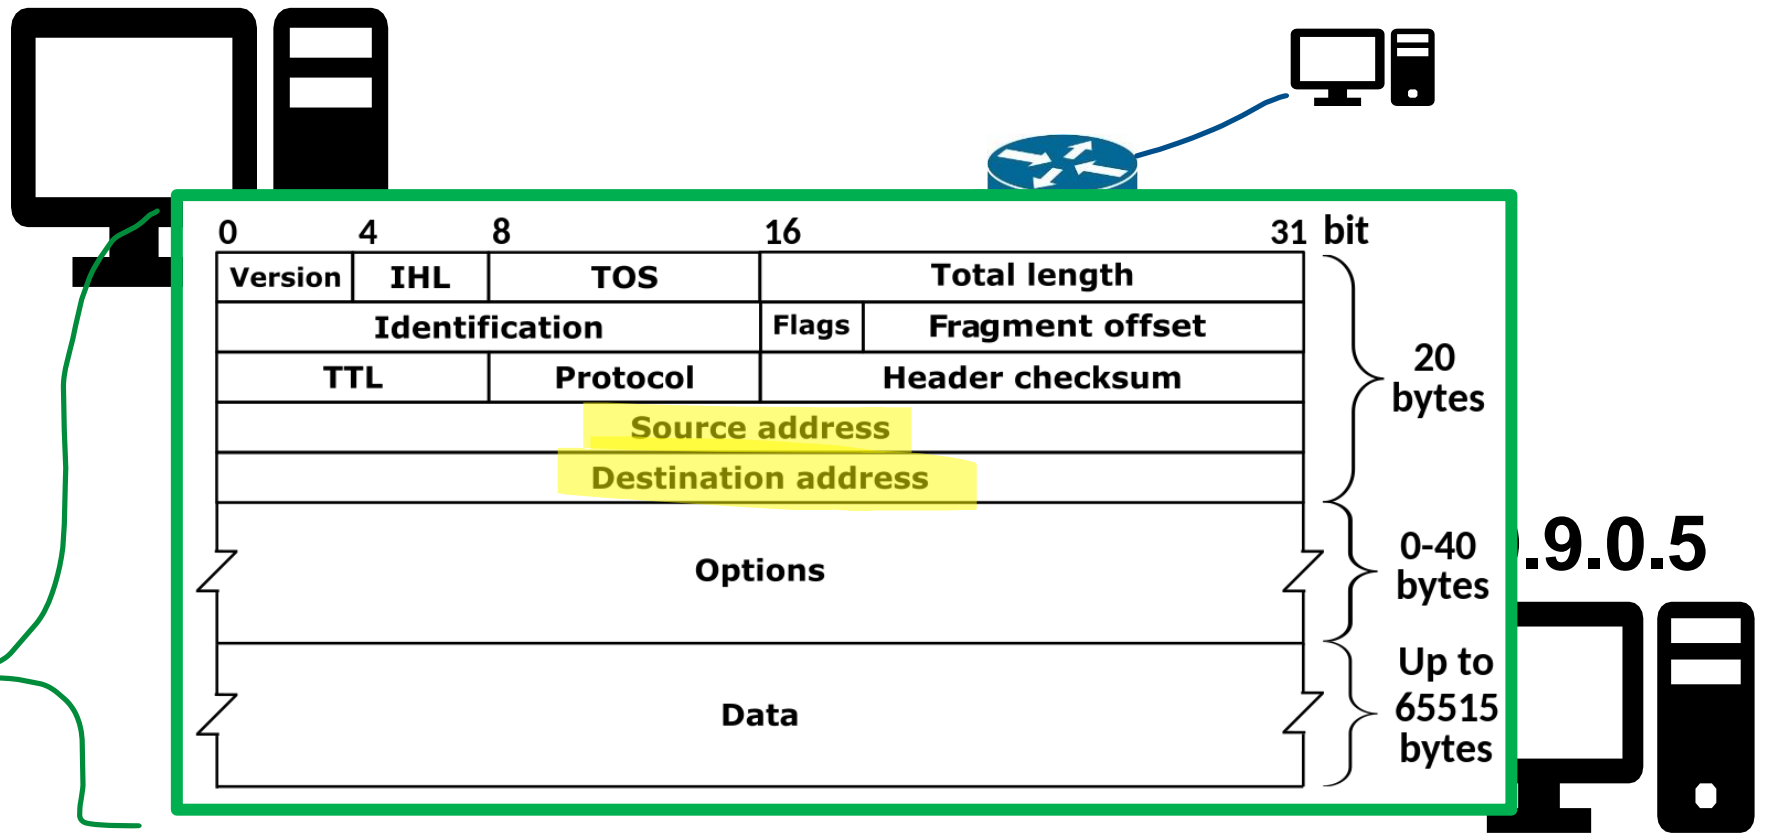 0 4 8 16 31 bit
Version IHL TOS Total length
Identification Flags Fragment offset
20
bytes
TTL Protocol Header checksum
Source address
Destination address
.9.0.5
Options
0-40
bytes
Data
Up to
65515
bytes